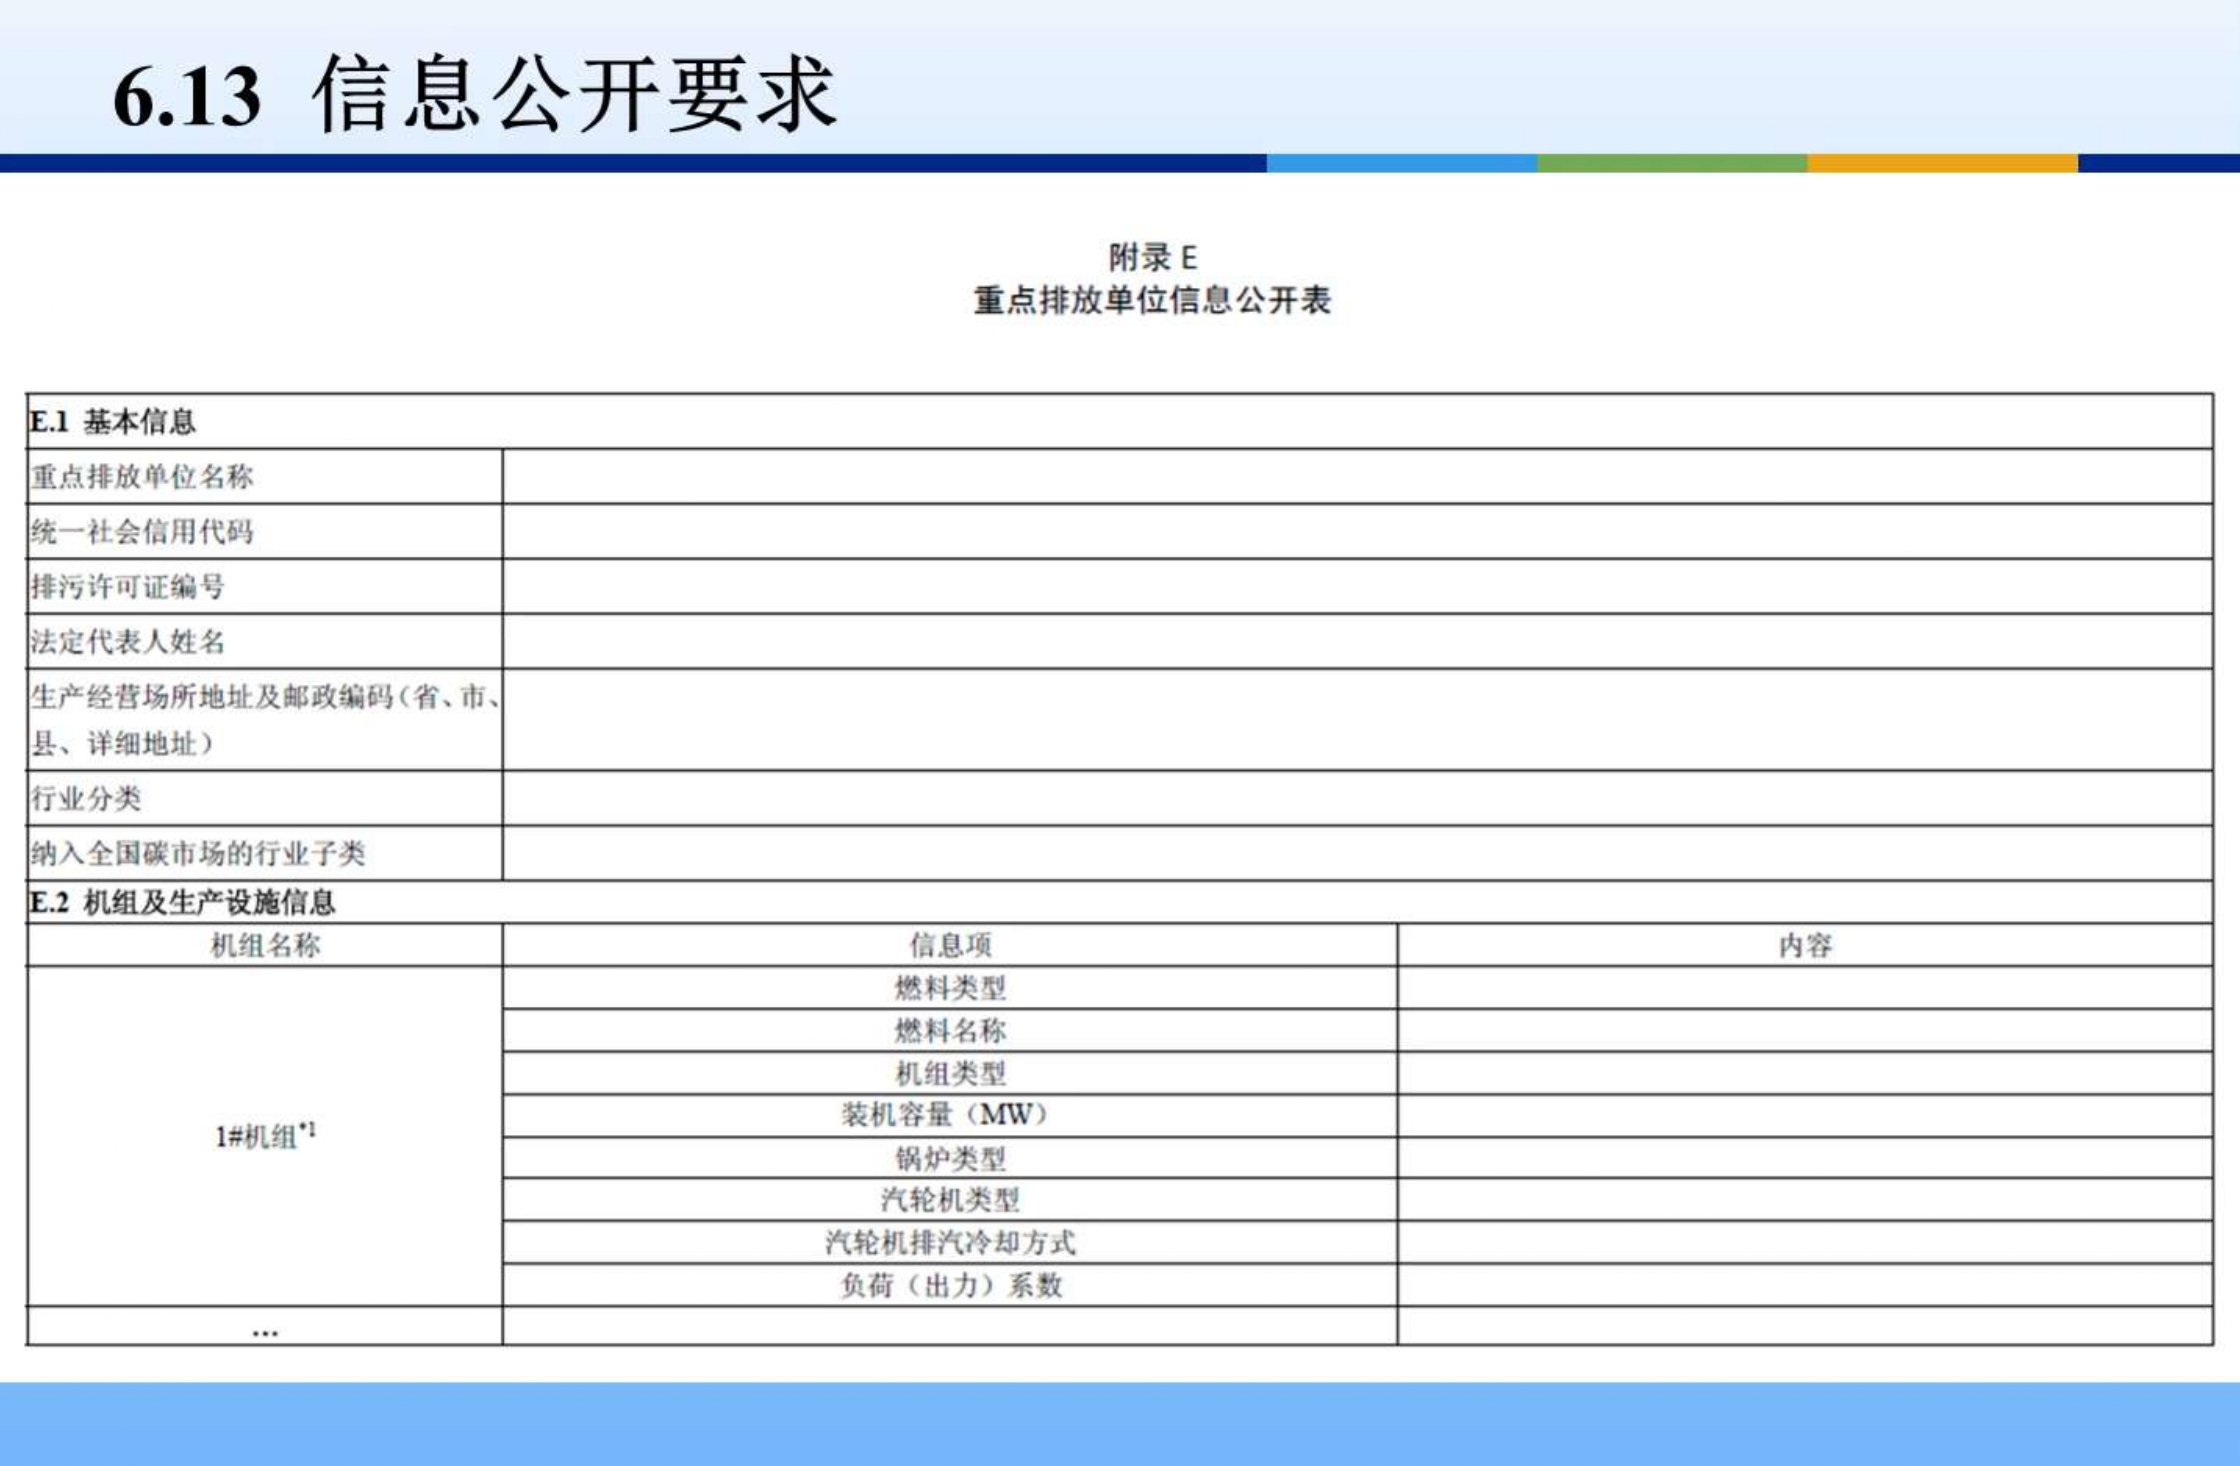 6.13 信息公开要求
附录 E
重点排放单位信息公开表
E.1 基本信息
重点排放单位名称
统一社会信用代码
排污许可证编号
法定代表人姓名
生产经营场所地址及邮政编码（省、市、
县、详细地址）
行业分类
纳入全国碳市场的行业子类
E.2 机组及生产设施信息
机组名称 信息项 内容
燃料类型
燃料名称
机组类型
装机容量（MW）
1#机组*1
锅炉类型
汽轮机类型
汽轮机排汽冷却方式
负荷（出力）系数
…